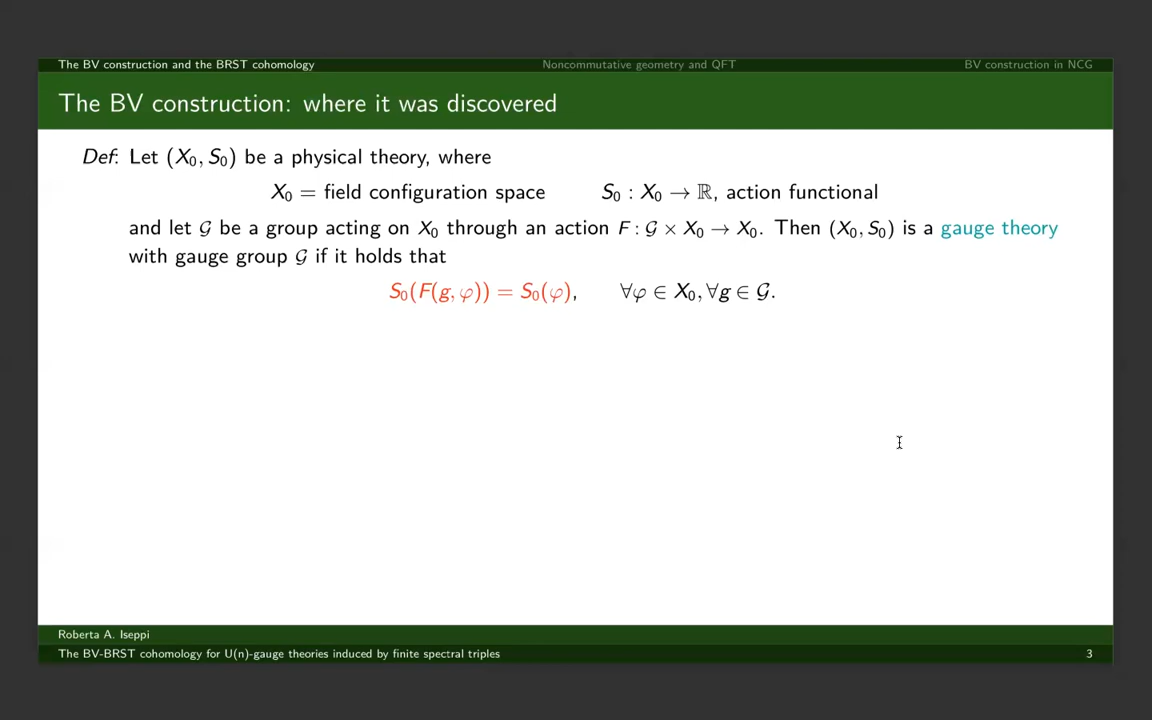 The BV construction and the BRST cohomology Noncommutative geometry and QFT BV construction in NCG
The BV construction: where it was discovered
Def: Let (X₀, S₀) be a physical theory, where
X₀ = field configuration space S₀ : X₀ → ℝ, action functional
and let 𝒢 be a group acting on X₀ through an action F : 𝒢 × X₀ → X₀. Then (X₀, S₀) is a gauge theory
with gauge group 𝒢 if it holds that
S₀(F(g, φ)) = S₀(φ), ∀φ ∈ X₀, ∀g ∈ 𝒢.
Roberta A. Iseppi
The BV-BRST cohomology for U(n)-gauge theories induced by finite spectral triples 3